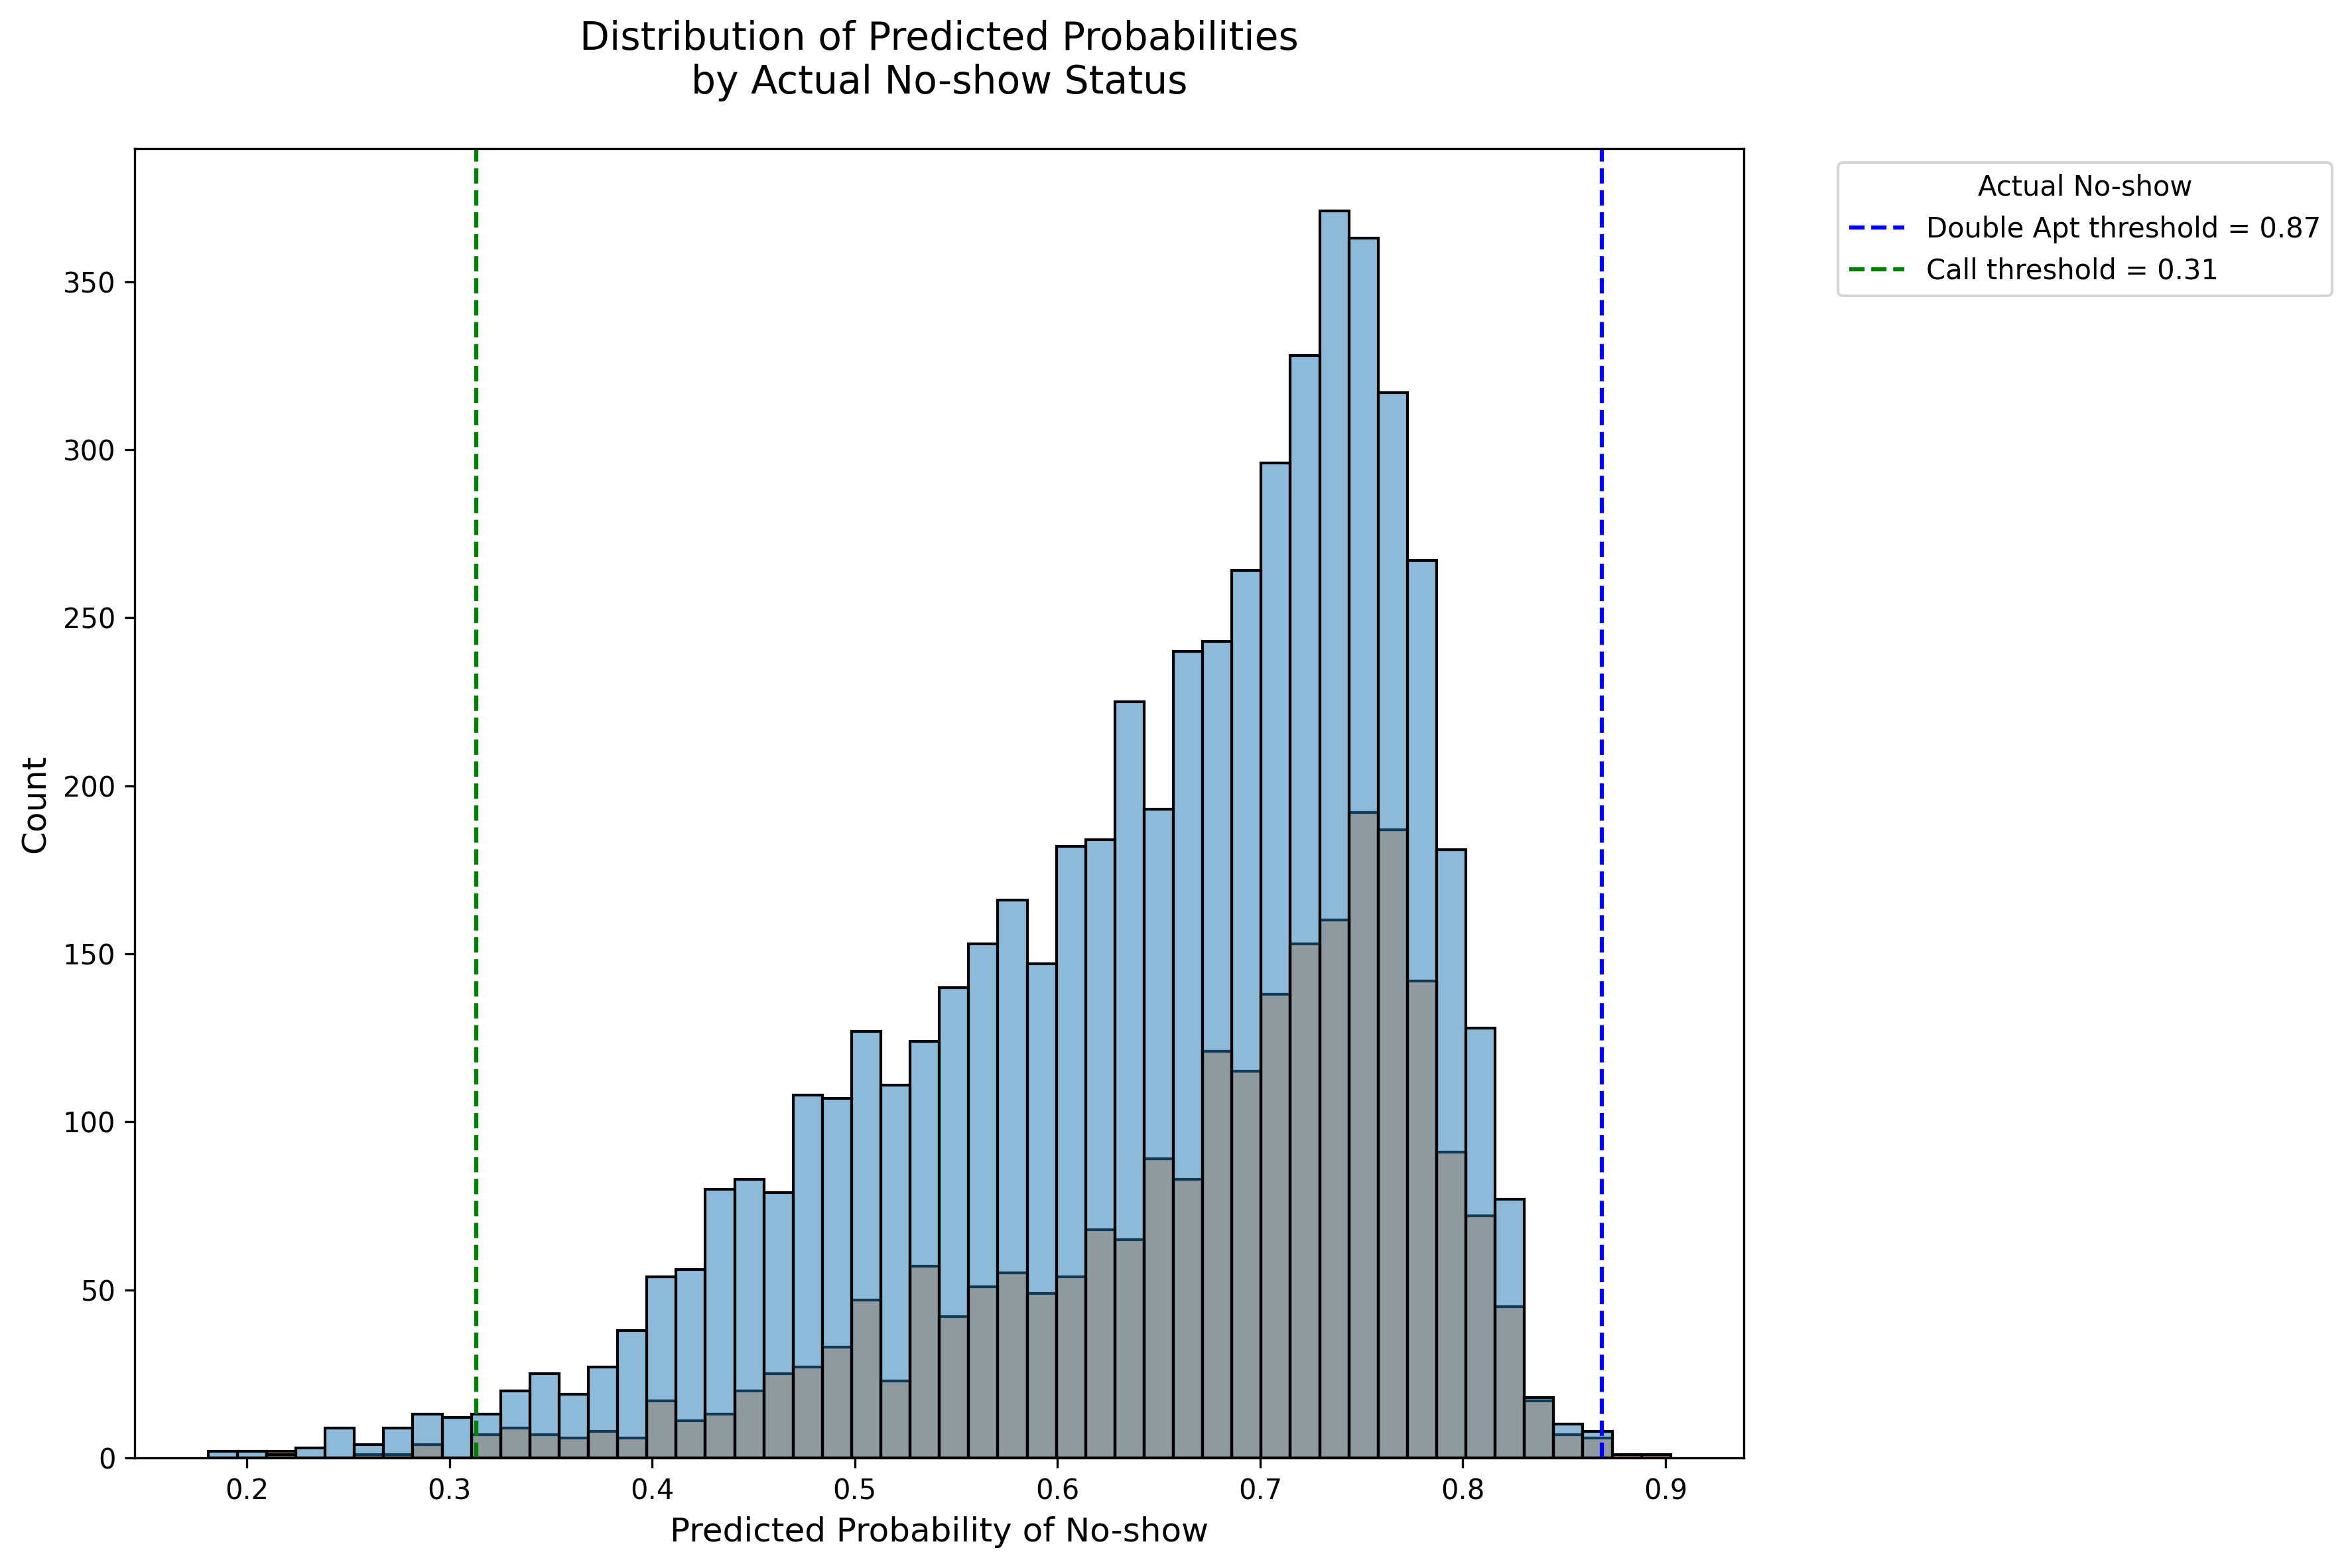 Distribution of Predicted Probabilities
by Actual No-show Status
Actual No-show
Double Apt threshold = 0.87
Call threshold = 0.31
350
300
250
200
150
100
50
0
Count
0.2 0.3 0.4 0.5 0.6 0.7 0.8 0.9
Predicted Probability of No-show